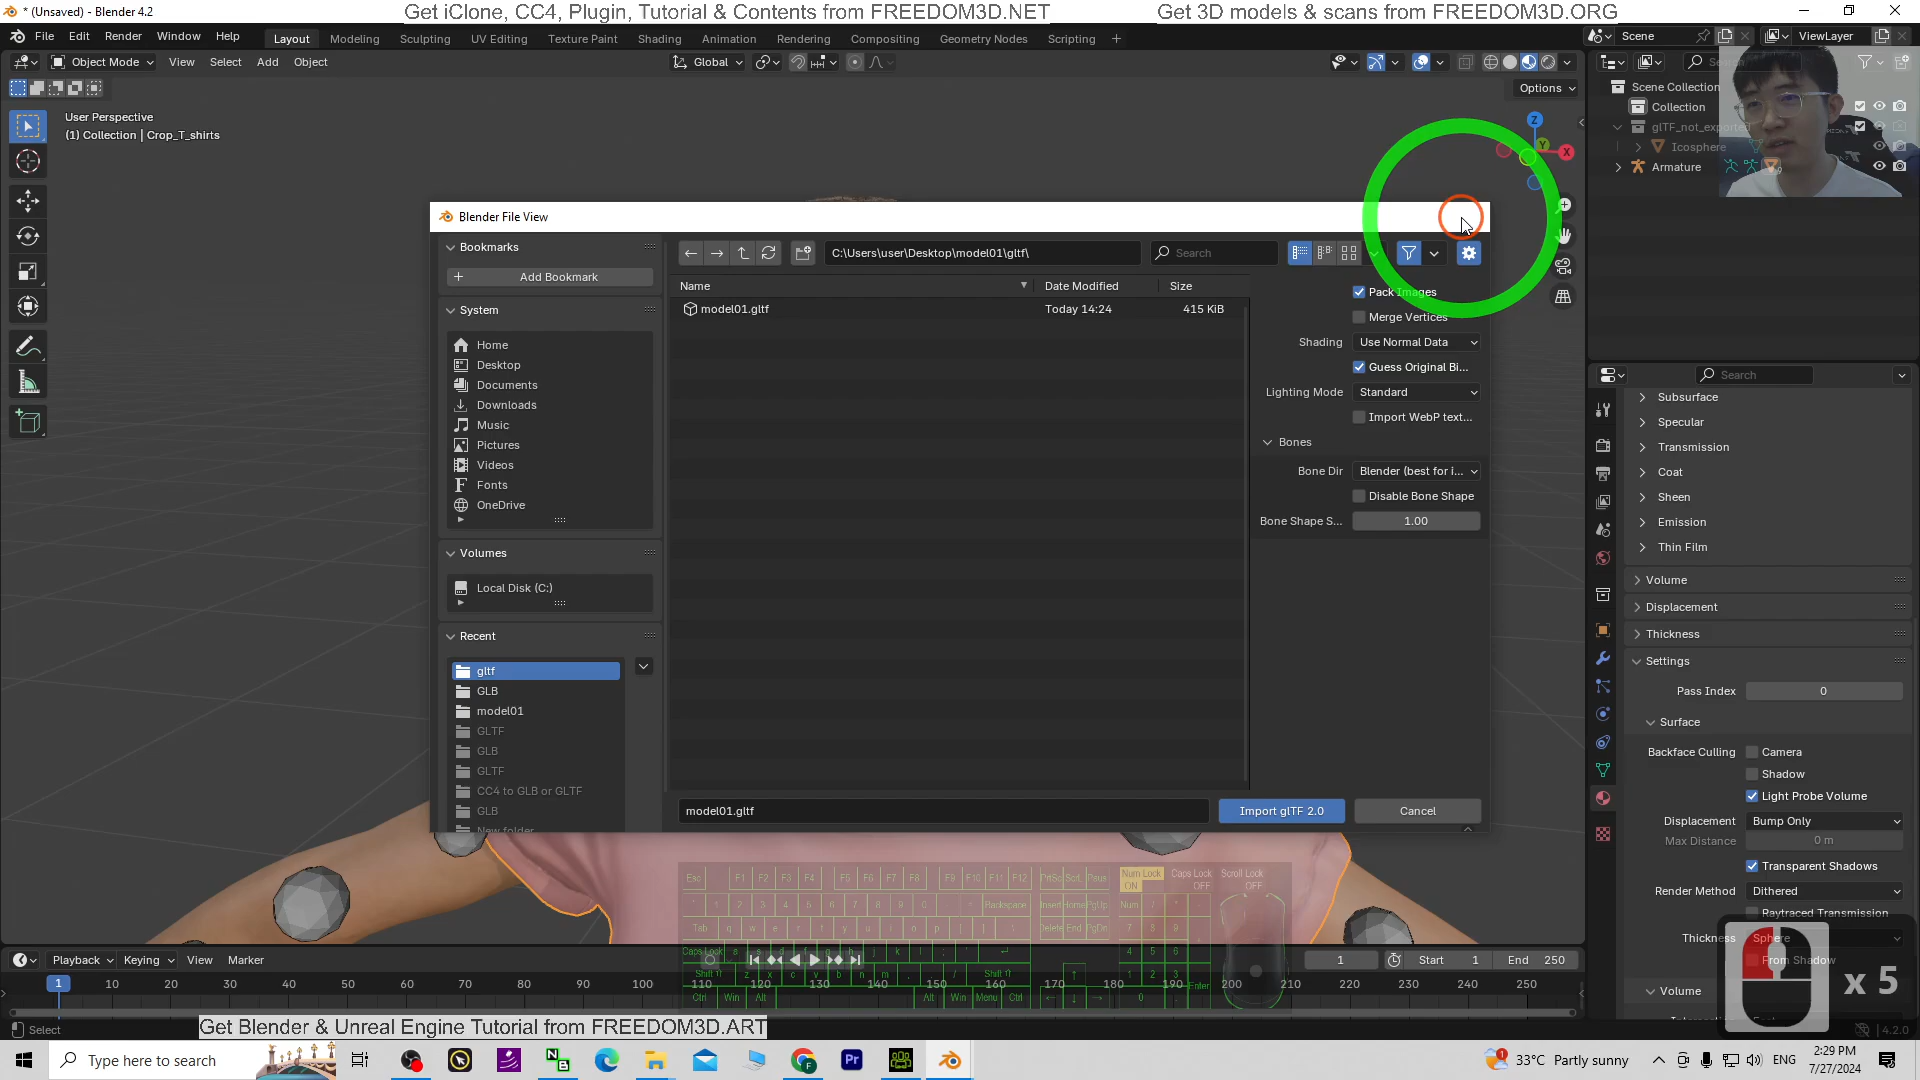 * (Unsaved) - Blender 4.2
Get iClone, CC4, Plugin, Tutorial & Contents from FREEDOM3D.NET
Get 3D models & scans from FREEDOM3D.ORG
File Edit Render Window Help
Layout Modeling Sculpting UV Editing Texture Paint Shading Animation Rendering Compositing Geometry Nodes Scripting +
Scene
ViewLayer
Object Mode View Select Add Object
Global
Options
User Perspective
(1) Collection | Crop_T_shirts
Scene Collection
Collection
glTF_not_exported
Icosphere
Armature
Z
Y
X
Blender File View
Bookmarks
Add Bookmark
System
Home
Desktop
Documents
Downloads
Music
Pictures
Videos
Fonts
OneDrive
Volumes
Local Disk (C:)
Recent
gltf
GLB
model01
GLTF
GLB
GLTF
CC4 to GLB or GLTF
GLB
New folder
C:\Users\user\Desktop\model01\gltf\
Search
Name Date Modified Size
model01.gltf Today 14:24 415 KiB
Pack Images
Merge Vertices
Shading Use Normal Data
Guess Original Bi...
Lighting Mode Standard
Import WebP text...
Bones
Bone Dir Blender (best for i...
Disable Bone Shape
Bone Shape S... 1.00
model01.gltf
Import glTF 2.0
Cancel
Search
Subsurface
Specular
Transmission
Coat
Sheen
Emission
Thin Film
Volume
Displacement
Thickness
Settings
Pass Index 0
Surface
Backface Culling Camera
Shadow
Light Probe Volume
Displacement Bump Only
Max Distance 0 m
Transparent Shadows
Render Method Dithered
Raytraced Transmission
Thickness Sphere
From Shadow
Volume
x 5
Num Lock ON
Caps Lock OFF
Scroll Lock OFF
Playback Keying View Marker
1
Start 1 End 250
1 10 20 30 40 50 60 70 80 90 100 110 120 130 140 150 160 170 180 190 200 210 220 230 240 250
Select
Get Blender & Unreal Engine Tutorial from FREEDOM3D.ART
4.2.0
Type here to search
33°C Partly sunny
ENG
2:29 PM
7/27/2024